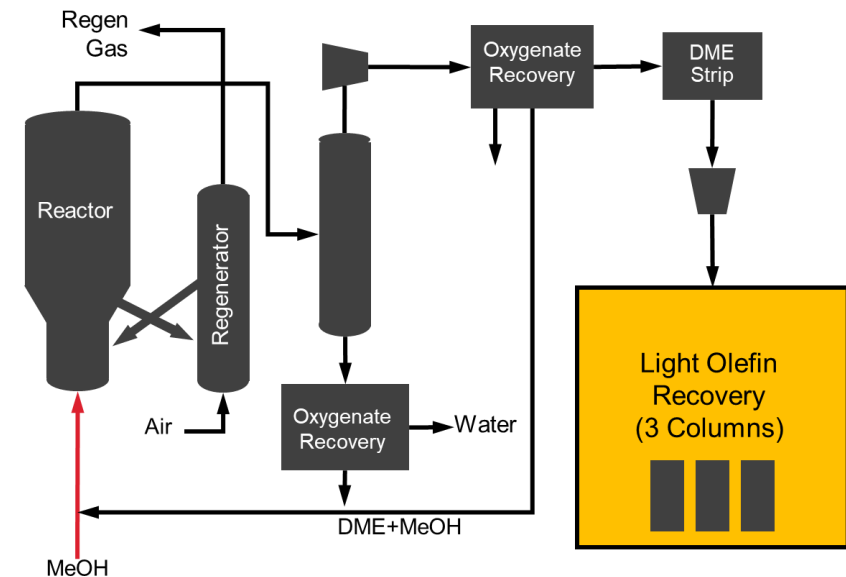 Regen
Gas
Oxygenate
Recovery
DME
Strip
Reactor
Regenerator
Light Olefin
Recovery
(3 Columns)
Air
Oxygenate
Recovery
Water
DME+MeOH
MeOH